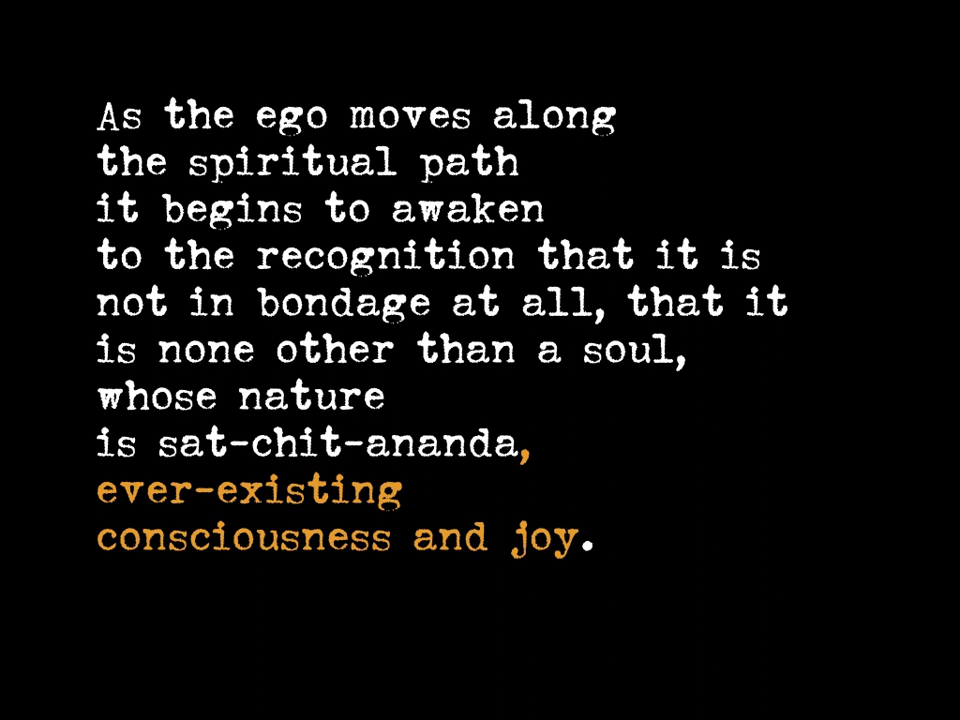 As the ego moves along
the spiritual path
it begins to awaken
to the recognition that it is
not in bondage at all, that it
is none other than a soul,
whose nature
is sat-chit-ananda,
ever-existing
consciousness and joy.